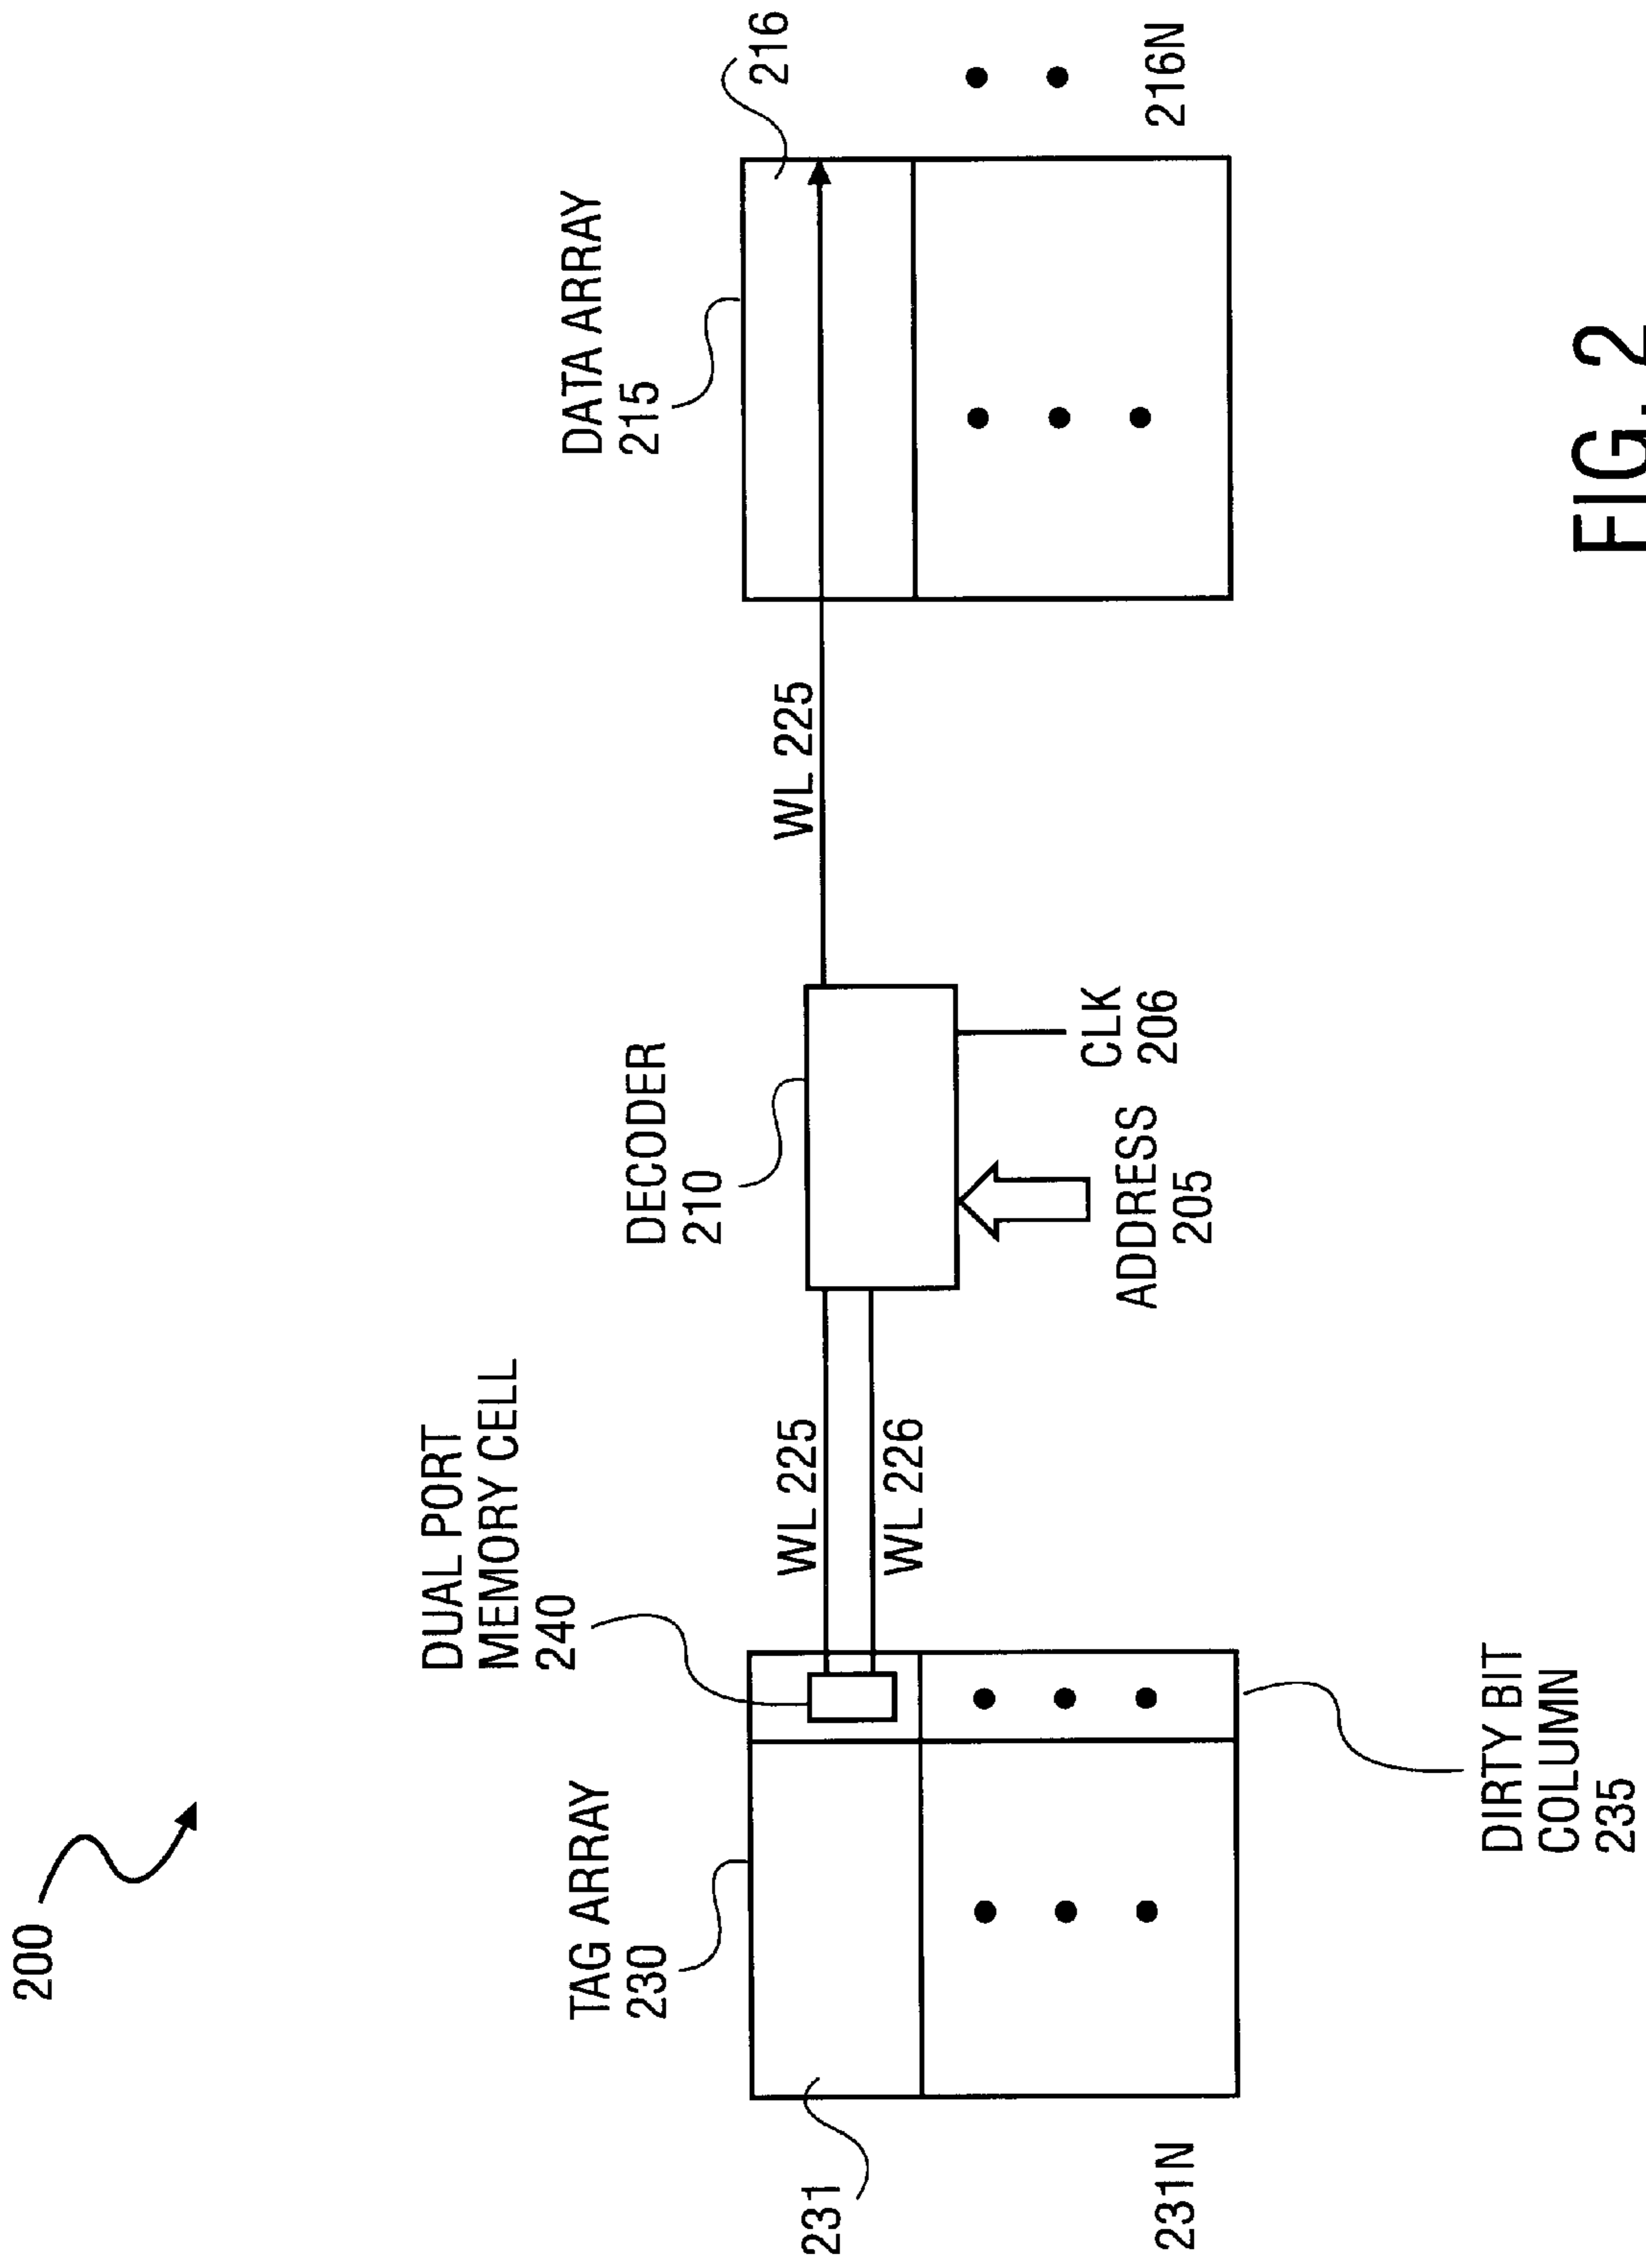 200
DUAL PORT
MEMORY CELL
240
TAG ARRAY
230
DECODER
210
DATA ARRAY
215
231
WL 225
WL 226
WL 225
216
231N
DIRTY BIT
COLUMN
235
ADDRESS
205
CLK
206
216N
FIG. 2